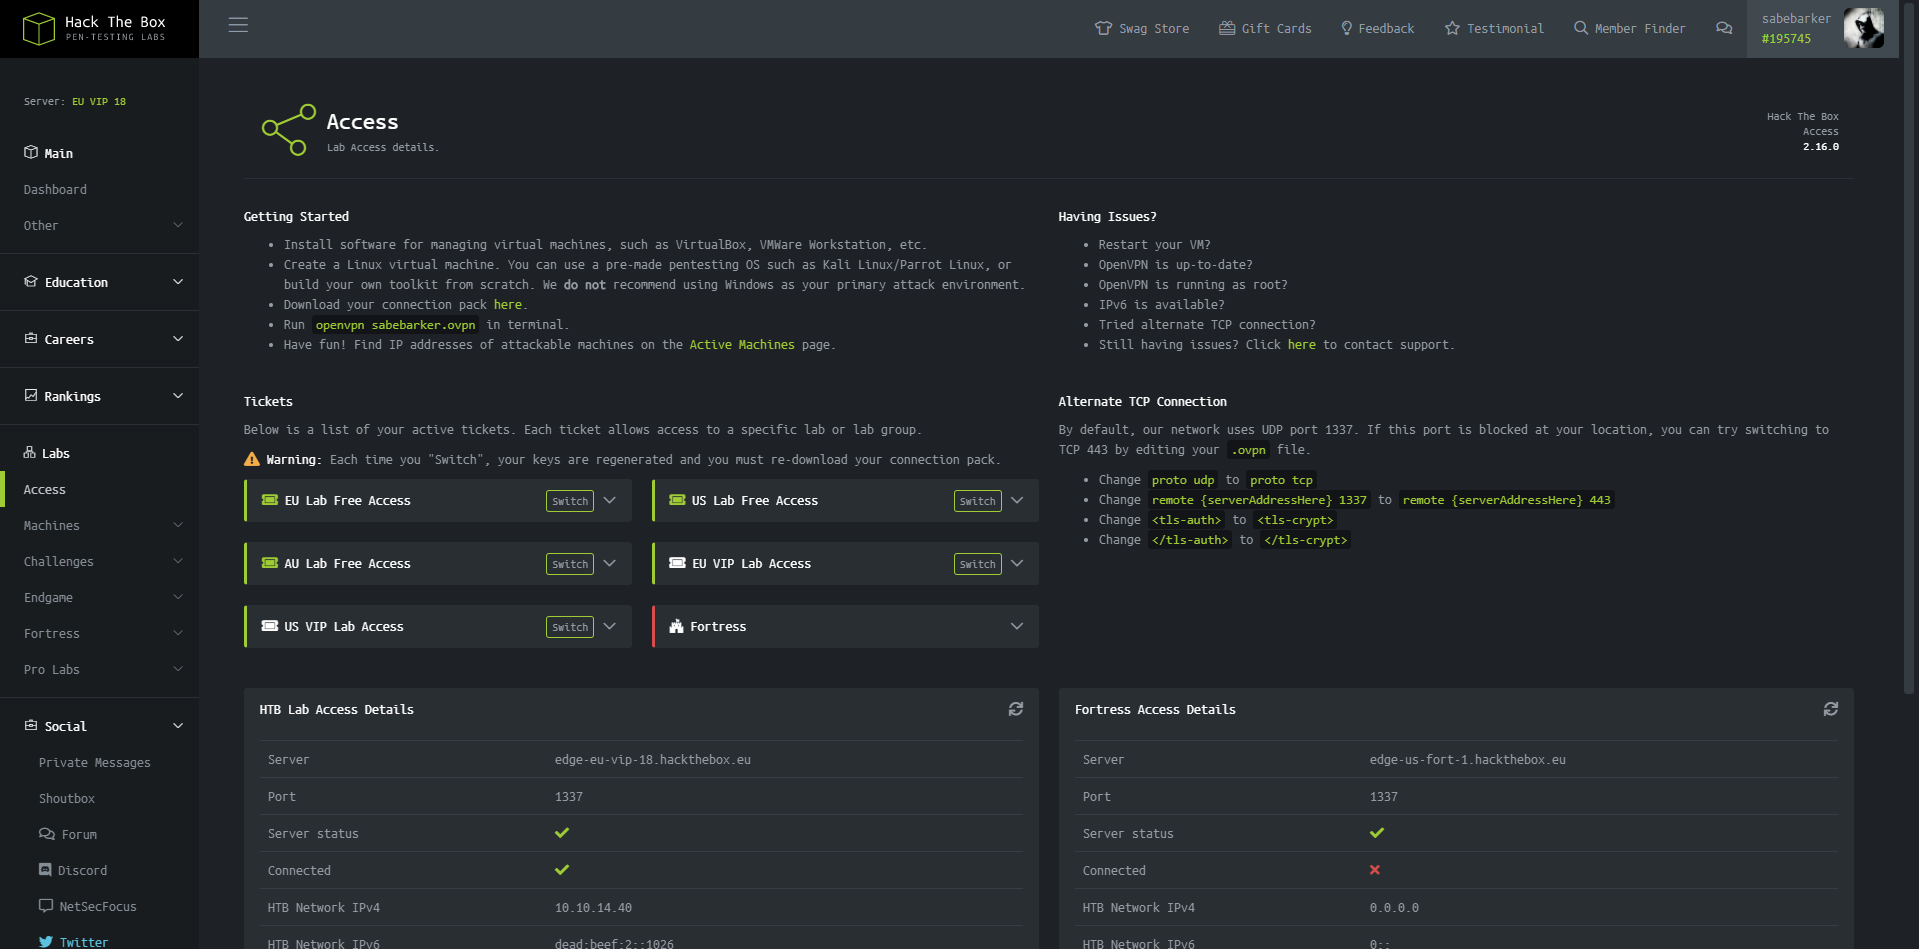 Hack The Box
PEN-TESTING LABS
Swag Store
Gift Cards
Feedback
Testimonial
Member Finder
sabebarker
#195745
Server: EU VIP 18
Main
Dashboard
Other
Education
Careers
Rankings
Labs
Access
Machines
Challenges
Endgame
Fortress
Pro Labs
Social
Private Messages
Shoutbox
Forum
Discord
NetSecFocus
Twitter
Access
Lab Access details.
Hack The Box
Access
2.16.0
Getting Started
• Install software for managing virtual machines, such as VirtualBox, VMWare Workstation, etc.
• Create a Linux virtual machine. You can use a pre-made pentesting OS such as Kali Linux/Parrot Linux, or
build your own toolkit from scratch. We do not recommend using Windows as your primary attack environment.
• Download your connection pack here.
• Run openvpn sabebarker.ovpn in terminal.
• Have fun! Find IP addresses of attackable machines on the Active Machines page.
Having Issues?
• Restart your VM?
• OpenVPN is up-to-date?
• OpenVPN is running as root?
• IPv6 is available?
• Tried alternate TCP connection?
• Still having issues? Click here to contact support.
Tickets
Below is a list of your active tickets. Each ticket allows access to a specific lab or lab group.
Warning: Each time you "Switch", your keys are regenerated and you must re-download your connection pack.
EU Lab Free Access Switch
US Lab Free Access Switch
AU Lab Free Access Switch
EU VIP Lab Access Switch
US VIP Lab Access Switch
Fortress
Alternate TCP Connection
By default, our network uses UDP port 1337. If this port is blocked at your location, you can try switching to
TCP 443 by editing your .ovpn file.
• Change proto udp to proto tcp
• Change remote {serverAddressHere} 1337 to remote {serverAddressHere} 443
• Change <tls-auth> to <tls-crypt>
• Change </tls-auth> to </tls-crypt>
HTB Lab Access Details
Server edge-eu-vip-18.hackthebox.eu
Port 1337
Server status
Connected
HTB Network IPv4 10.10.14.40
HTB Network IPv6 dead:beef:2::1026
Fortress Access Details
Server edge-us-fort-1.hackthebox.eu
Port 1337
Server status
Connected
HTB Network IPv4 0.0.0.0
HTB Network IPv6 0::